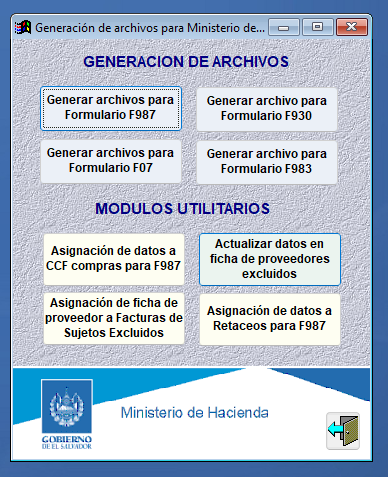 Generación de archivos para Ministerio de...
GENERACION DE ARCHIVOS
Generar archivos para
Formulario F987
Generar archivo para
Formulario F930
Generar archivos para
Formulario F07
Generar archivo para
Formulario F983
MODULOS UTILITARIOS
Asignación de datos a
CCF compras para F987
Actualizar datos en
ficha de proveedores
excluidos
Asignación de ficha de
proveedor a Facturas de
Sujetos Excluidos
Asignación de datos a
Retaceos para F987
Ministerio de Hacienda
GOBIERNO
DE EL SALVADOR